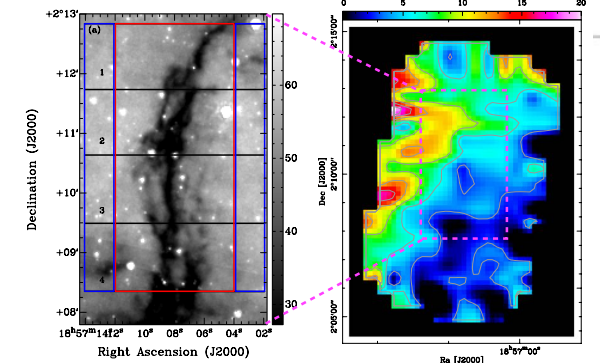 0 5 10 15 20
+2°13′
(a)
2°15′00″
+12′
1
60
+11′
2
50
2°10′00″
+10′
3
40
+09′
4
30
2°05′00″
+08′
18ʰ57ᵐ14ˢ12ˢ 10ˢ 08ˢ 06ˢ 04ˢ 02ˢ
18ʰ57ᵐ00ˢ
Right Ascension (J2000)
Ra [J2000]
Declination (J2000)
Dec [J2000]